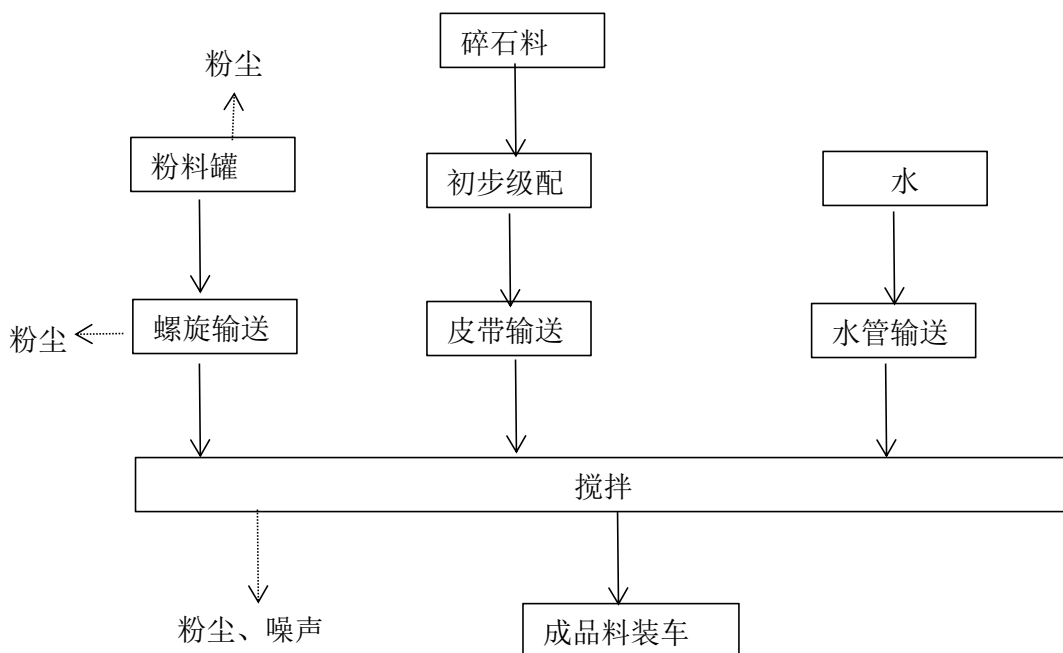 碎石料
粉尘
粉料罐
初步级配
水
粉尘
螺旋输送
皮带输送
水管输送
搅拌
粉尘、噪声
成品料装车